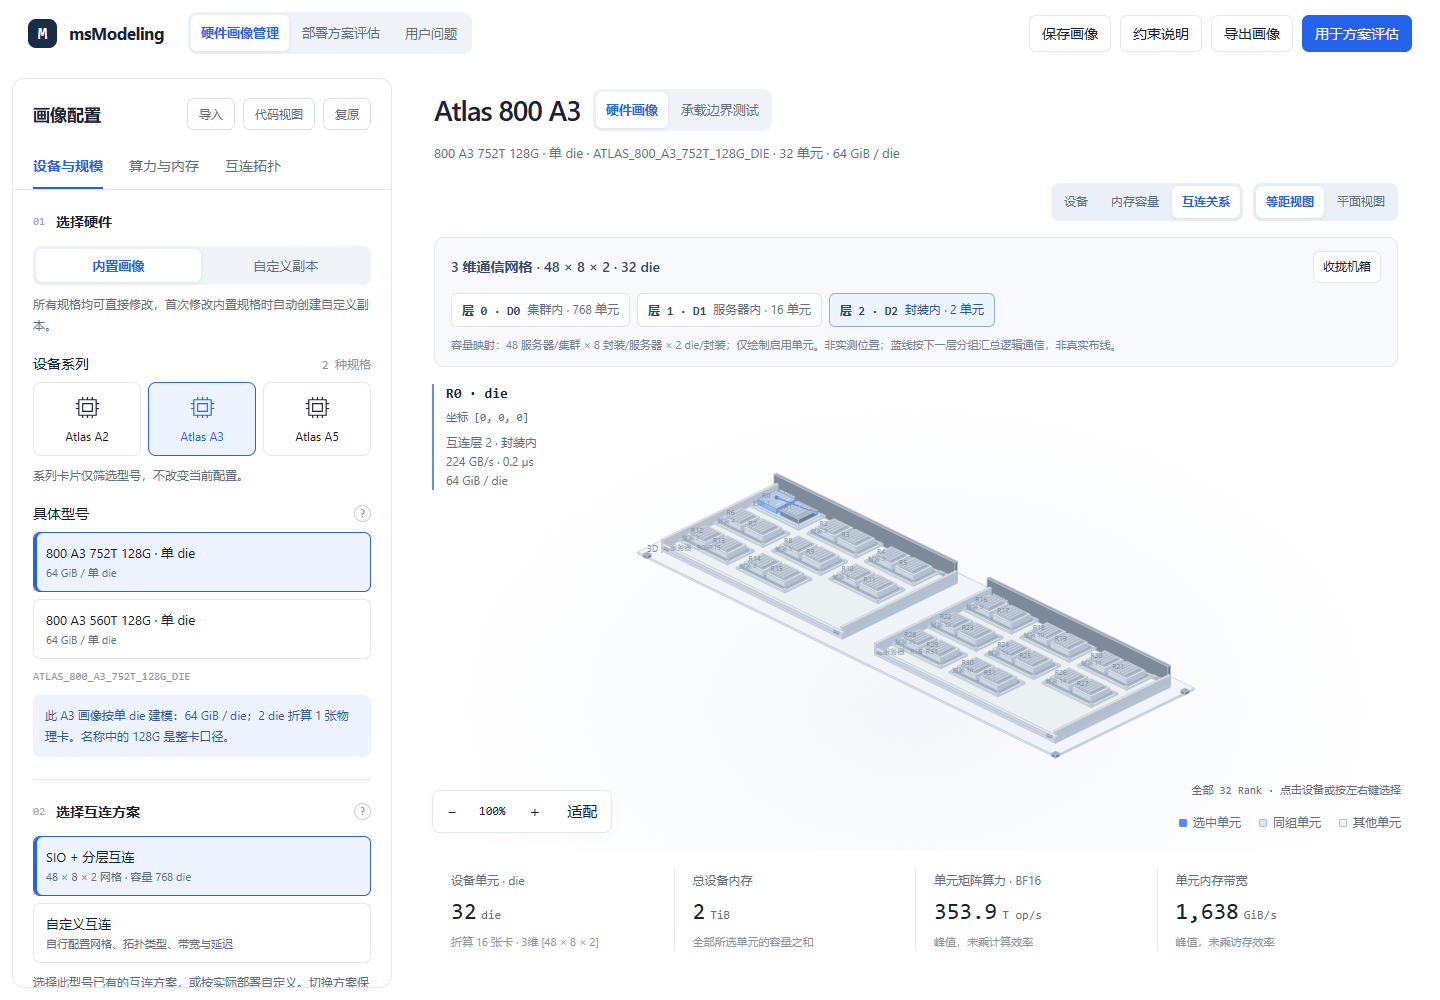 M msModeling 硬件画像管理 部署方案评估 用户问题 保存画像 约束说明 导出画像 用于方案评估
画像配置 导入 代码视图 复原
设备与规模 算力与内存 互连拓扑
01 选择硬件
内置画像 自定义副本
所有规格均可直接修改，首次修改内置规格时自动创建自定义副
本。
设备系列 2 种规格
Atlas A2 Atlas A3 Atlas A5
系列卡片仅筛选型号，不改变当前配置。
具体型号 ?
800 A3 752T 128G · 单 die
64 GiB / 单 die
800 A3 560T 128G · 单 die
64 GiB / 单 die
ATLAS_800_A3_752T_128G_DIE
此 A3 画像按单 die 建模：64 GiB / die；2 die 折算 1 张物
理卡。名称中的 128G 是整卡口径。
02 选择互连方案 ?
SIO + 分层互连
48 × 8 × 2 网格 · 容量 768 die
自定义互连
自行配置网格、拓扑类型、带宽与延迟
选择此型号已有的互连方案，或按实际部署自定义。切换方案保
Atlas 800 A3 硬件画像 承载边界测试
800 A3 752T 128G · 单 die · ATLAS_800_A3_752T_128G_DIE · 32 单元 · 64 GiB / die
设备 内存容量 互连关系 等距视图 平面视图
3 维通信网格 · 48 × 8 × 2 · 32 die 收拢机箱
层 0 · D0 集群内 · 768 单元 层 1 · D1 服务器内 · 16 单元 层 2 · D2 封装内 · 2 单元
容量映射：48 服务器/集群 × 8 封装/服务器 × 2 die/封装；仅绘制启用单元。非实测位置；蓝线按下一层分组汇总逻辑通信，非真实布线。
R0 · die
坐标 [0, 0, 0]
互连层 2 · 封装内
224 GB/s · 0.2 μs
64 GiB / die
3D
− 100% + 适配
全部 32 Rank · 点击设备或按左右键选择
选中单元 同组单元 其他单元
设备单元 · die
32 die
折算 16 张卡 · 3维 [48 × 8 × 2]
总设备内存
2 TiB
全部所选单元的容量之和
单元矩阵算力 · BF16
353.9 T op/s
峰值，未乘计算效率
单元内存带宽
1,638 GiB/s
峰值，未乘访存效率